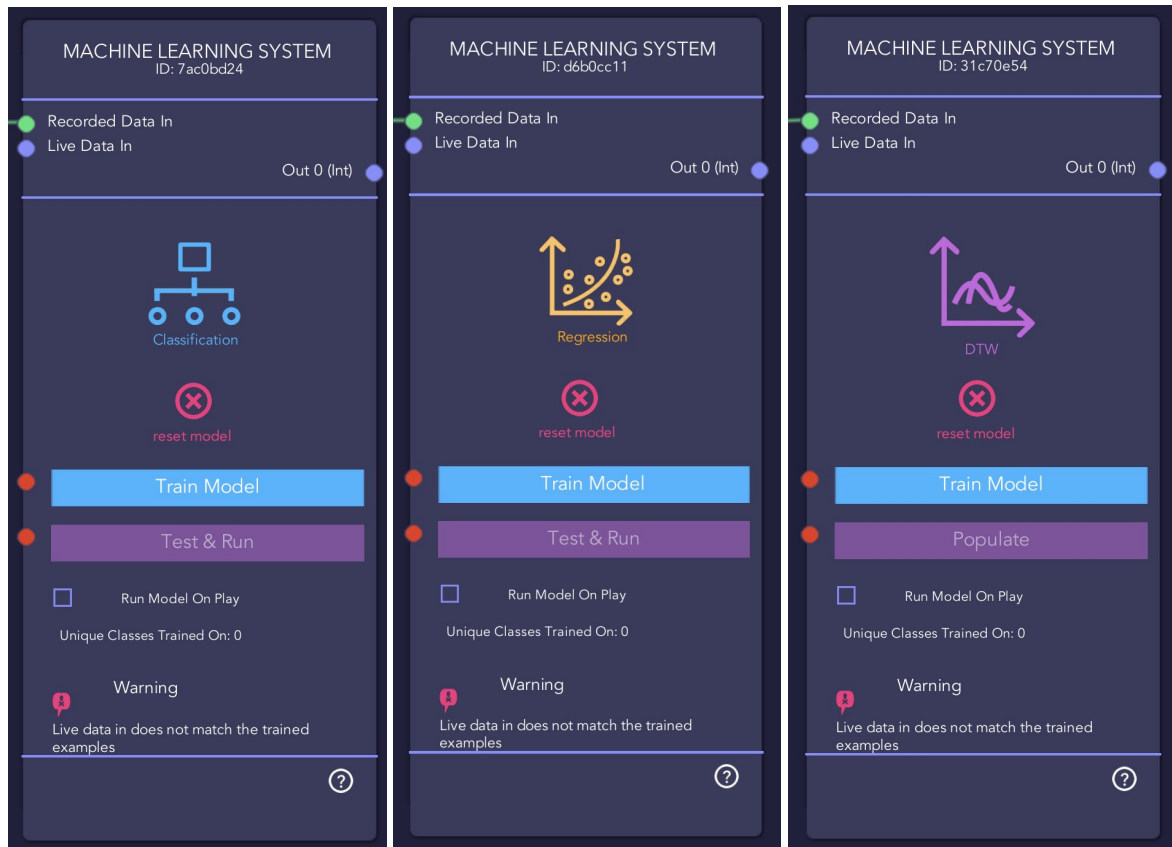 MACHINE LEARNING SYSTEM
ID: 7ac0bd24
Recorded Data In
Live Data In
Out 0 (Int)
Classification
reset model
Train Model
Test & Run
Run Model On Play
Unique Classes Trained On: 0
Warning
Live data in does not match the trained
examples
?
MACHINE LEARNING SYSTEM
ID: d6b0cc11
Recorded Data In
Live Data In
Out 0 (Int)
Regression
reset model
Train Model
Test & Run
Run Model On Play
Unique Classes Trained On: 0
Warning
Live data in does not match the trained
examples
?
MACHINE LEARNING SYSTEM
ID: 31c70e54
Recorded Data In
Live Data In
Out 0 (Int)
DTW
reset model
Train Model
Populate
Run Model On Play
Unique Classes Trained On: 0
Warning
Live data in does not match the trained
examples
?